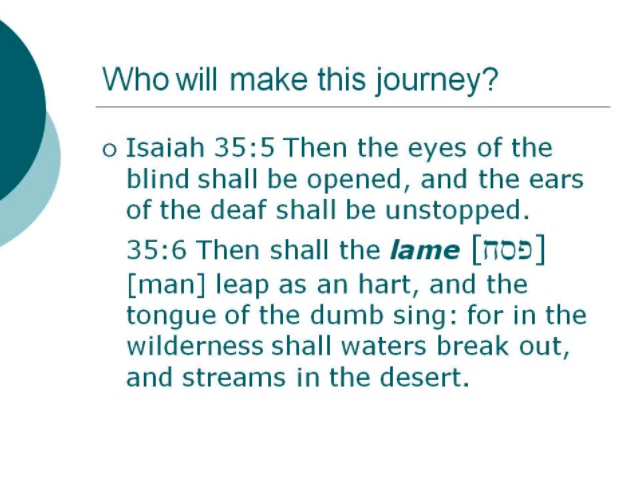 Who will make this journey?
Isaiah 35:5 Then the eyes of the
blind shall be opened, and the ears
of the deaf shall be unstopped.
35:6 Then shall the lame [פסח]
[man] leap as an hart, and the
tongue of the dumb sing: for in the
wilderness shall waters break out,
and streams in the desert.